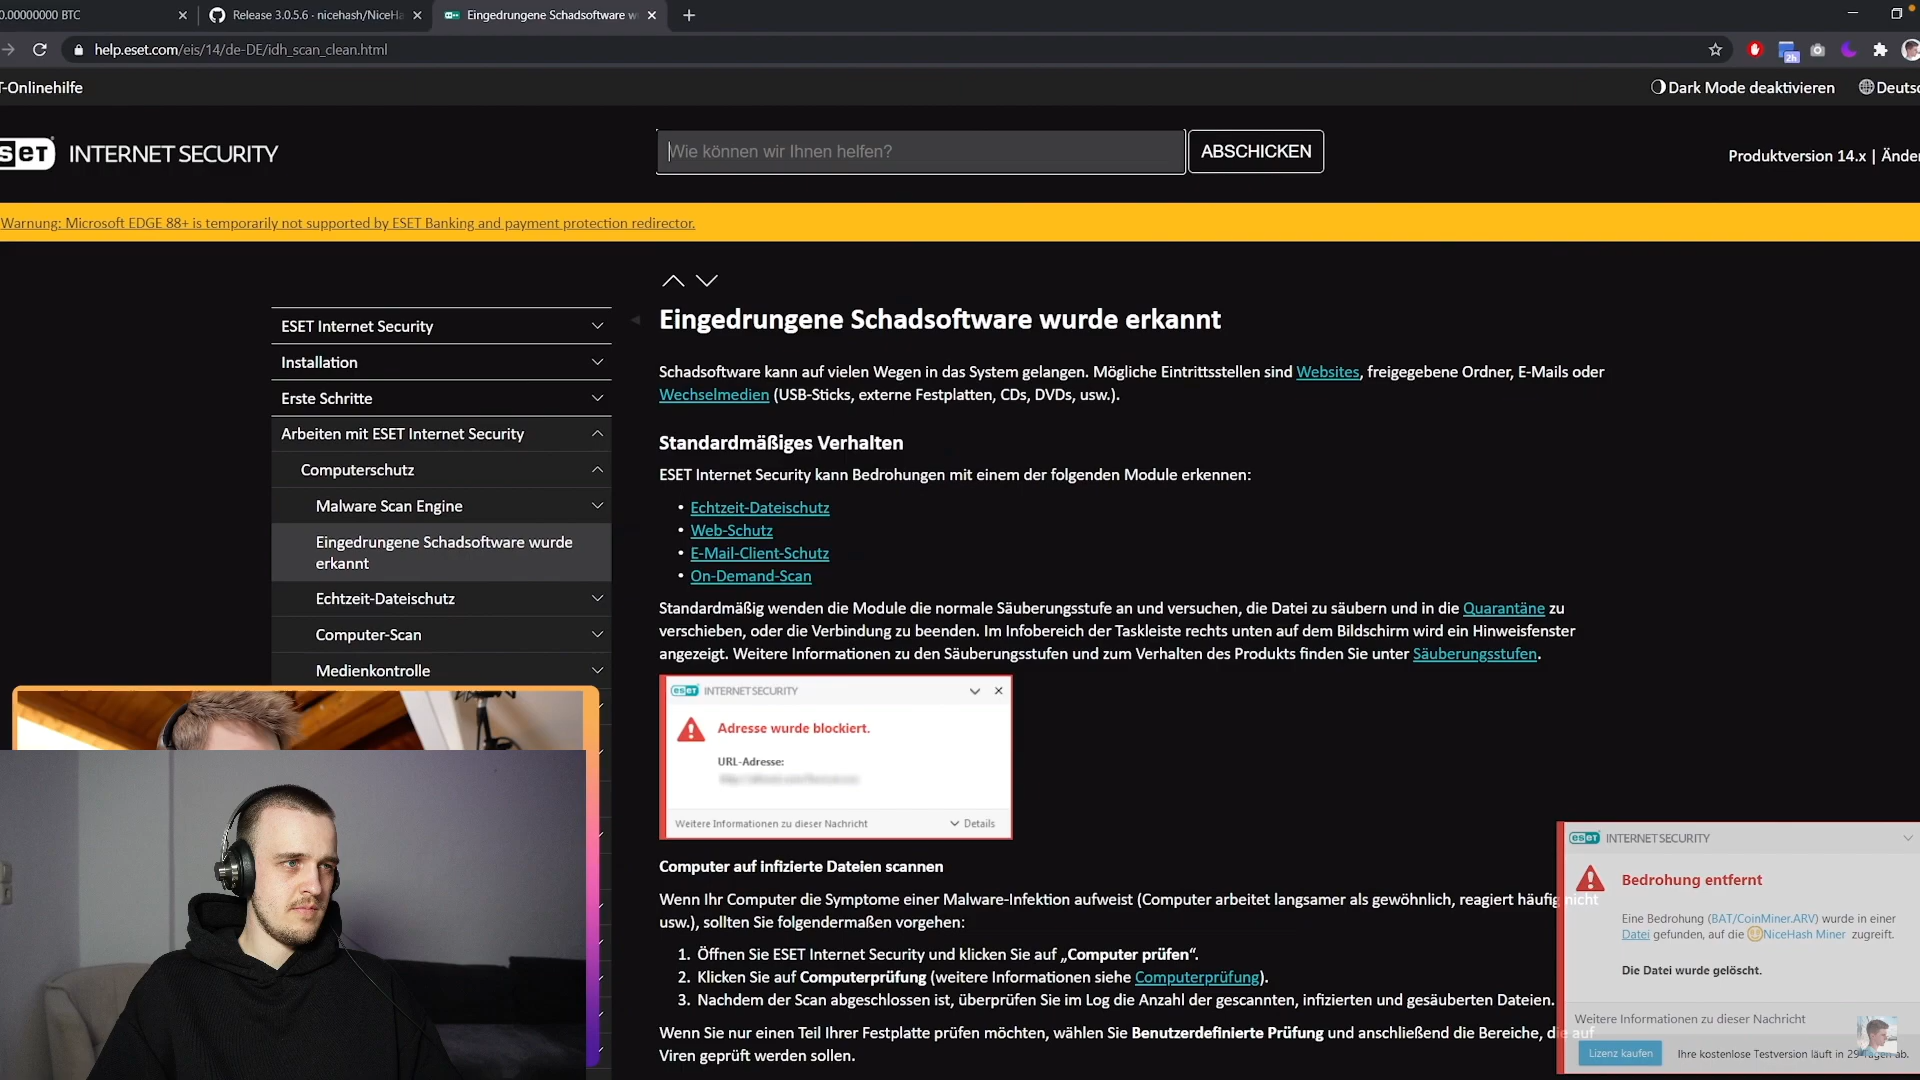 0.00000000 BTC
Release 3.0.5.6 · nicehash/NiceHa
Eingedrungene Schadsoftware w
help.eset.com/eis/14/de-DE/idh_scan_clean.html
2h
T-Onlinehilfe
Dark Mode deaktivieren
Deutsc
eset INTERNET SECURITY
Wie können wir Ihnen helfen?
ABSCHICKEN
Produktversion 14.x | Änder
Warnung: Microsoft EDGE 88+ is temporarily not supported by ESET Banking and payment protection redirector.
ESET Internet Security
Installation
Erste Schritte
Arbeiten mit ESET Internet Security
Computerschutz
Malware Scan Engine
Eingedrungene Schadsoftware wurde
erkannt
Echtzeit-Dateischutz
Computer-Scan
Medienkontrolle
Eingedrungene Schadsoftware wurde erkannt
Schadsoftware kann auf vielen Wegen in das System gelangen. Mögliche Eintrittsstellen sind Websites, freigegebene Ordner, E-Mails oder
Wechselmedien (USB-Sticks, externe Festplatten, CDs, DVDs, usw.).
Standardmäßiges Verhalten
ESET Internet Security kann Bedrohungen mit einem der folgenden Module erkennen:
• Echtzeit-Dateischutz
• Web-Schutz
• E-Mail-Client-Schutz
• On-Demand-Scan
Standardmäßig wenden die Module die normale Säuberungsstufe an und versuchen, die Datei zu säubern und in die Quarantäne zu
verschieben, oder die Verbindung zu beenden. Im Infobereich der Taskleiste rechts unten auf dem Bildschirm wird ein Hinweisfenster
angezeigt. Weitere Informationen zu den Säuberungsstufen und zum Verhalten des Produkts finden Sie unter Säuberungsstufen.
eset INTERNET SECURITY
Adresse wurde blockiert.
URL-Adresse:
Weitere Informationen zu dieser Nachricht
Details
Computer auf infizierte Dateien scannen
Wenn Ihr Computer die Symptome einer Malware-Infektion aufweist (Computer arbeitet langsamer als gewöhnlich, reagiert häufig nicht
usw.), sollten Sie folgendermaßen vorgehen:
1. Öffnen Sie ESET Internet Security und klicken Sie auf „Computer prüfen“.
2. Klicken Sie auf Computerprüfung (weitere Informationen siehe Computerprüfung).
3. Nachdem der Scan abgeschlossen ist, überprüfen Sie im Log die Anzahl der gescannten, infizierten und gesäuberten Dateien.
Wenn Sie nur einen Teil Ihrer Festplatte prüfen möchten, wählen Sie Benutzerdefinierte Prüfung und anschließend die Bereiche, die auf
Viren geprüft werden sollen.
eset INTERNET SECURITY
Bedrohung entfernt
Eine Bedrohung (BAT/CoinMiner.ARV) wurde in einer
Datei gefunden, auf die NiceHash Miner zugreift.
Die Datei wurde gelöscht.
Weitere Informationen zu dieser Nachricht
Lizenz kaufen
Ihre kostenlose Testversion läuft in 29 Tagen ab.